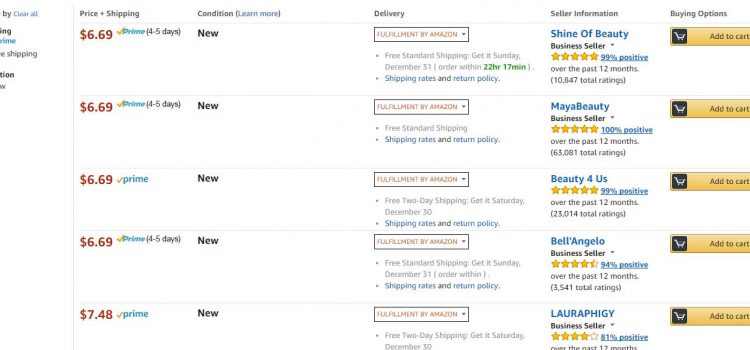 by Clear all
Price + Shipping
Condition (Learn more)
Delivery
Seller Information
Buying Options
$6.69 prime (4-5 days)
New
FULFILLMENT BY AMAZON
Free Standard Shipping: Get it Sunday,
December 31 ( order within 22hr 17min ) .
Shipping rates and return policy.
Shine Of Beauty
Business Seller
99% positive
over the past 12 months.
(10,847 total ratings)
Add to cart
$6.69 prime (4-5 days)
New
FULFILLMENT BY AMAZON
Free Standard Shipping
Shipping rates and return policy.
MayaBeauty
Business Seller
100% positive
over the past 12 months.
(63,081 total ratings)
Add to cart
$6.69 prime
New
FULFILLMENT BY AMAZON
Free Two-Day Shipping: Get it Saturday,
December 30
Shipping rates and return policy.
Beauty 4 Us
Business Seller
99% positive
over the past 12 months.
(23,014 total ratings)
Add to cart
$6.69 prime (4-5 days)
New
FULFILLMENT BY AMAZON
Free Standard Shipping: Get it Sunday,
December 31 ( order within ) .
Shipping rates and return policy.
Bell'Angelo
Business Seller
94% positive
over the past 12 months.
(3,541 total ratings)
Add to cart
$7.48 prime
New
FULFILLMENT BY AMAZON
Free Two-Day Shipping: Get it Saturday,
December 30
LAURAPHIGY
Business Seller
81% positive
over the past 12 months.
Add to cart
shipping